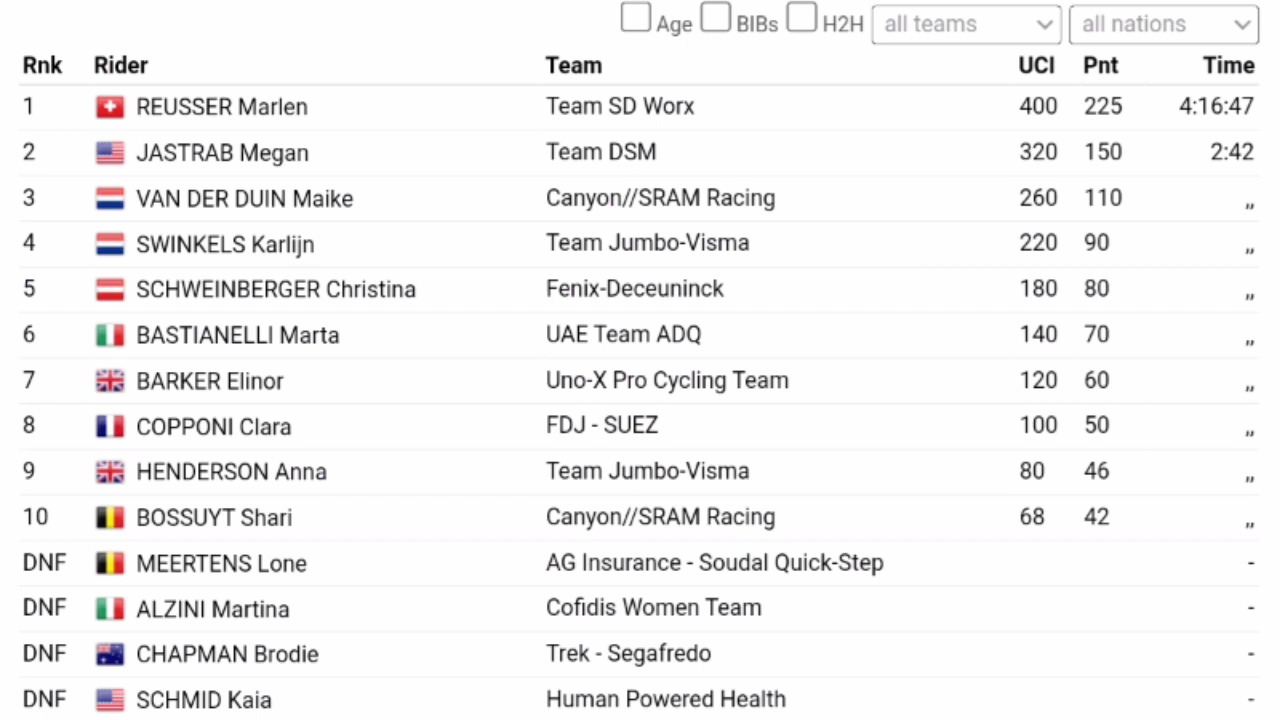 Age BIBs H2H all teams all nations
Rnk Rider Team UCI Pnt Time
1 REUSSER Marlen Team SD Worx 400 225 4:16:47
2 JASTRAB Megan Team DSM 320 150 2:42
3 VAN DER DUIN Maike Canyon//SRAM Racing 260 110 ,,
4 SWINKELS Karlijn Team Jumbo-Visma 220 90 ,,
5 SCHWEINBERGER Christina Fenix-Deceuninck 180 80 ,,
6 BASTIANELLI Marta UAE Team ADQ 140 70 ,,
7 BARKER Elinor Uno-X Pro Cycling Team 120 60 ,,
8 COPPONI Clara FDJ - SUEZ 100 50 ,,
9 HENDERSON Anna Team Jumbo-Visma 80 46 ,,
10 BOSSUYT Shari Canyon//SRAM Racing 68 42 ,,
DNF MEERTENS Lone AG Insurance - Soudal Quick-Step -
DNF ALZINI Martina Cofidis Women Team -
DNF CHAPMAN Brodie Trek - Segafredo -
DNF SCHMID Kaia Human Powered Health -